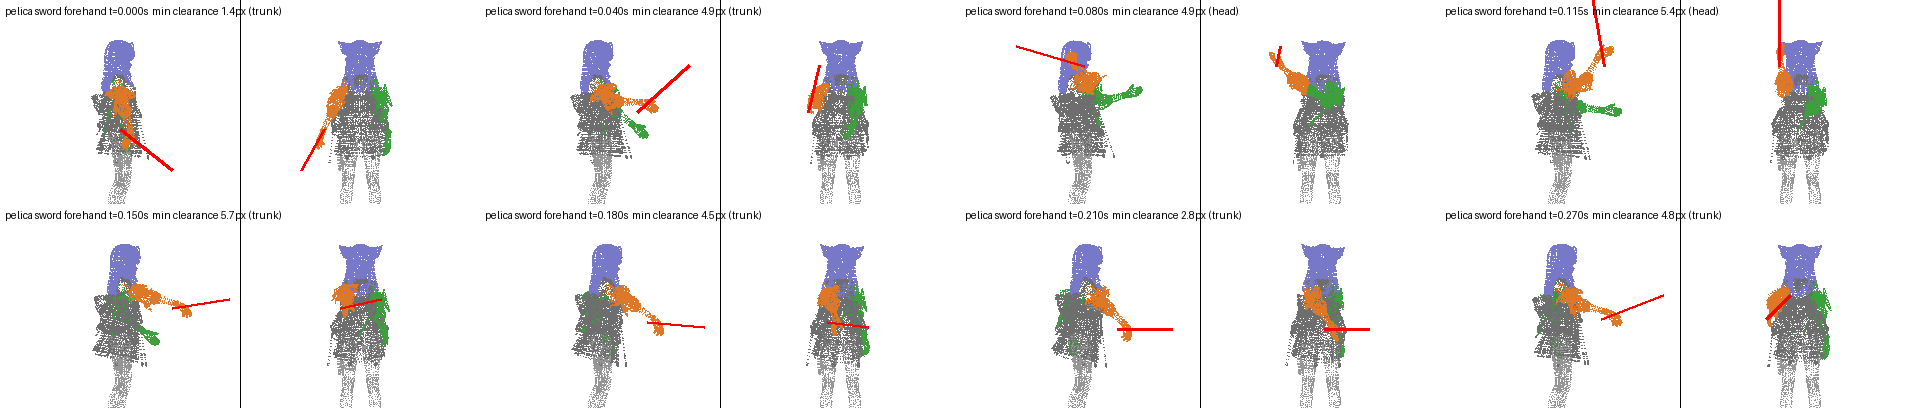 pelica sword forehand t=0.000s min clearance 1.4px (trunk)
pelica sword forehand t=0.040s min clearance 4.9px (trunk)
pelica sword forehand t=0.080s min clearance 4.9px (head)
pelica sword forehand t=0.115s min clearance 5.4px (head)
pelica sword forehand t=0.150s min clearance 5.7px (trunk)
pelica sword forehand t=0.180s min clearance 4.5px (trunk)
pelica sword forehand t=0.210s min clearance 2.8px (trunk)
pelica sword forehand t=0.270s min clearance 4.8px (trunk)